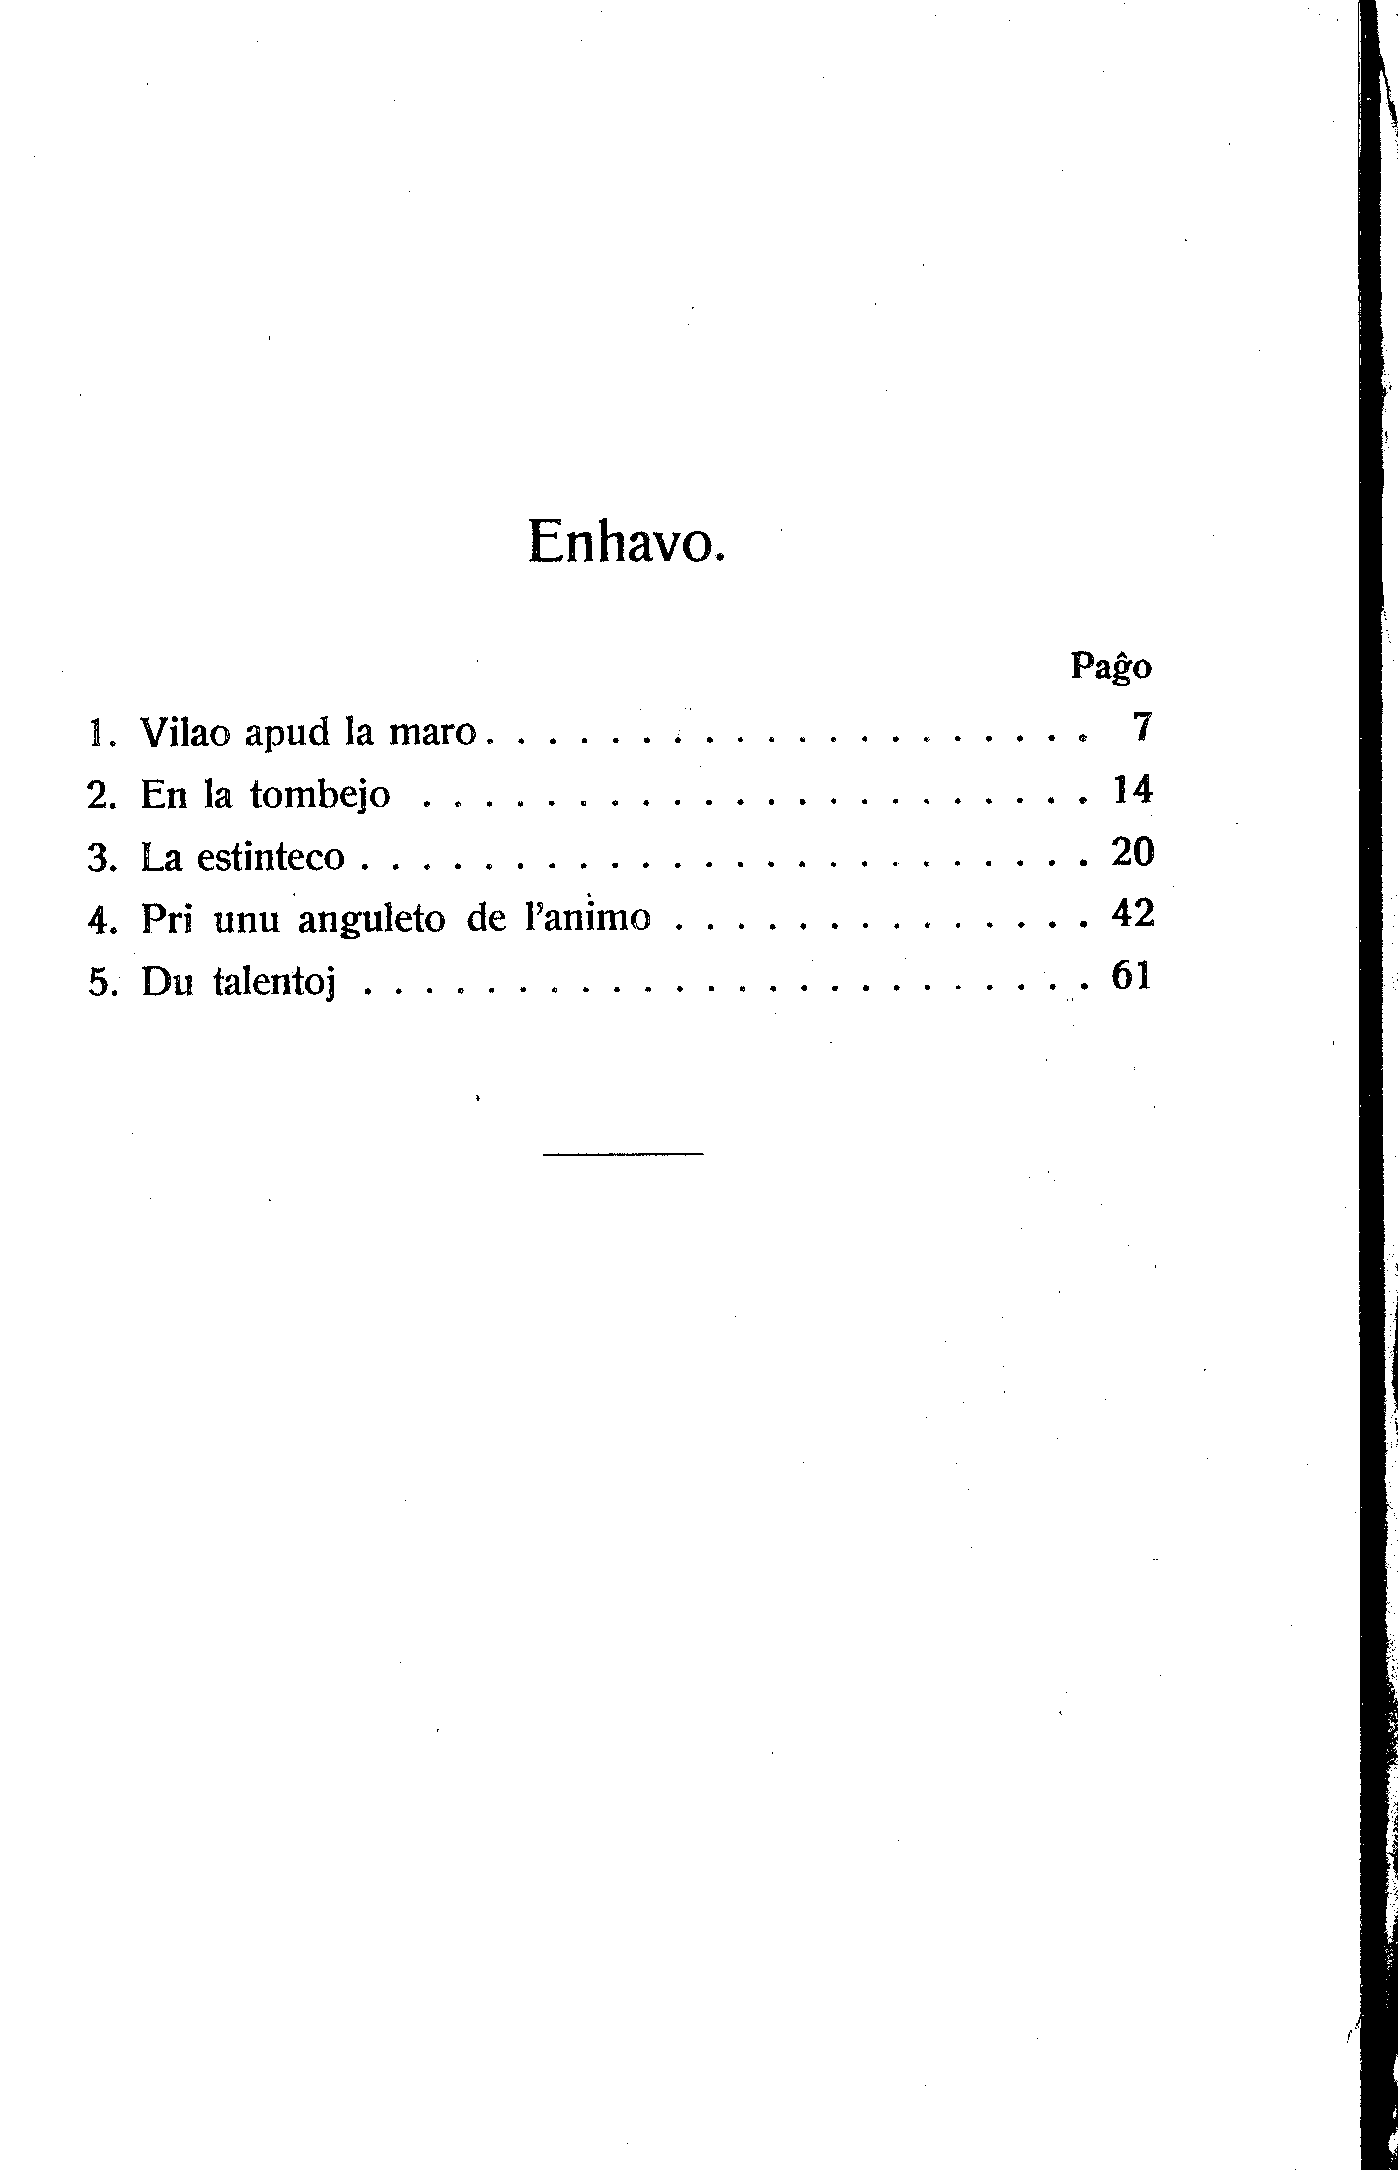 Enhavo.
Paĝo
1. Vilao apud la maro. . . . . . . . . . . . . . . . . . . . 7
2. En la tombejo . . . . . . . . . . . . . . . . . . . . . . 14
3. La estinteco . . . . . . . . . . . . . . . . . . . . . . . . 20
4. Pri unu anguleto de l’animo . . . . . . . . . . . . . . 42
5. Du talentoj . . . . . . . . . . . . . . . . . . . . . . . . 61